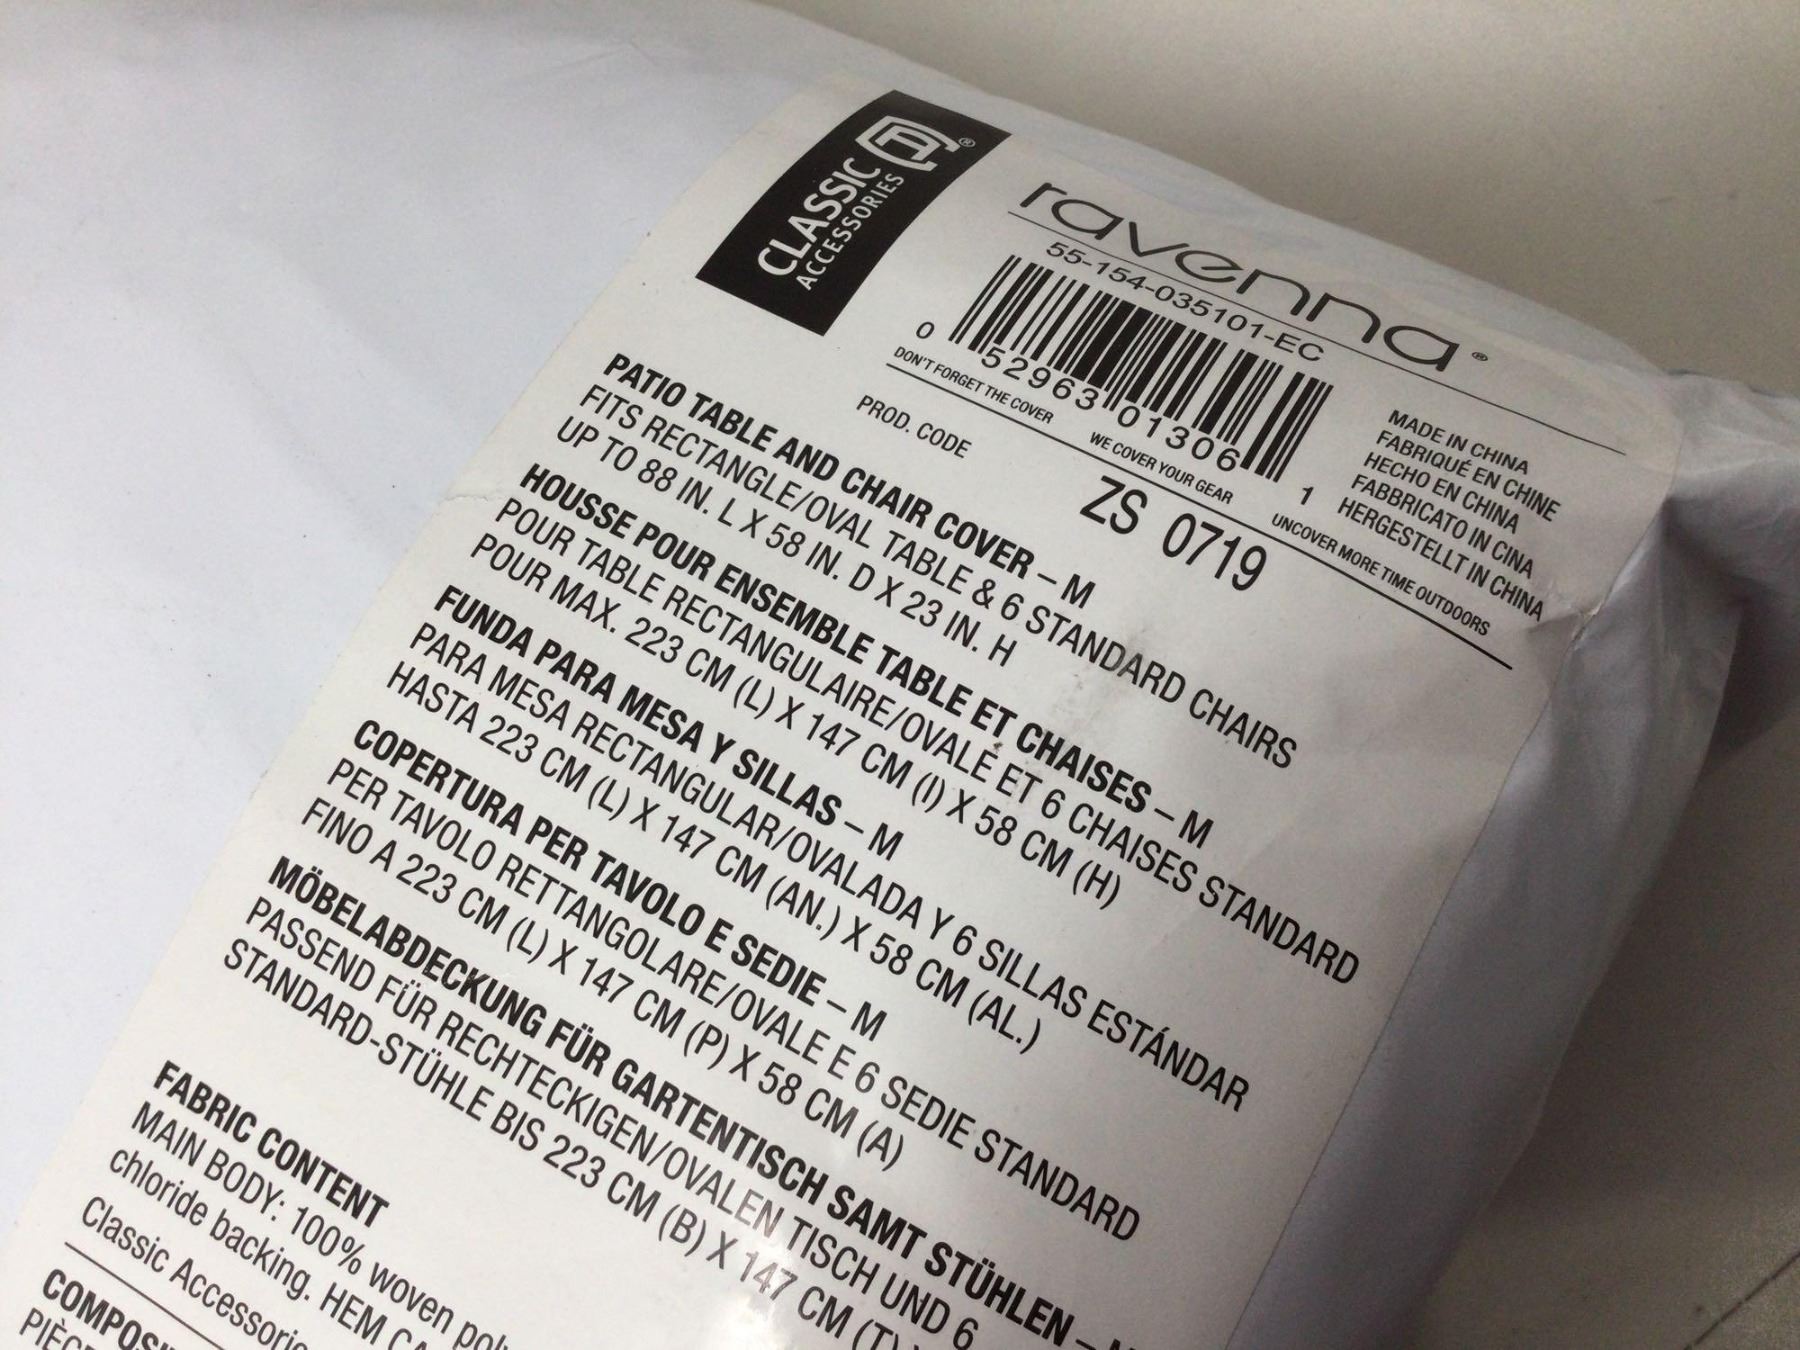 CLASSIC
ACCESSORIES
®
ravenna®
55-154-035101-EC
0 52963 01306 1
MADE IN CHINA
FABRIQUÉ EN CHINE
HECHO EN CHINA
FABBRICATO IN CINA
HERGESTELLT IN CHINA
DON'T FORGET THE COVER WE COVER YOUR GEAR UNCOVER MORE TIME OUTDOORS
PROD. CODE ZS 0719
PATIO TABLE AND CHAIR COVER – M
FITS RECTANGLE/OVAL TABLE & 6 STANDARD CHAIRS
UP TO 88 IN. L X 58 IN. D X 23 IN. H
HOUSSE POUR ENSEMBLE TABLE ET CHAISES – M
POUR TABLE RECTANGULAIRE/OVALE ET 6 CHAISES STANDARD
POUR MAX. 223 CM (L) X 147 CM (l) X 58 CM (H)
FUNDA PARA MESA Y SILLAS – M
PARA MESA RECTANGULAR/OVALADA Y 6 SILLAS ESTÁNDAR
HASTA 223 CM (L) X 147 CM (AN.) X 58 CM (AL.)
COPERTURA PER TAVOLO E SEDIE – M
PER TAVOLO RETTANGOLARE/OVALE E 6 SEDIE STANDARD
FINO A 223 CM (L) X 147 CM (P) X 58 CM (A)
MÖBELABDECKUNG FÜR GARTENTISCH SAMT STÜHLEN –
PASSEND FÜR RECHTECKIGEN/OVALEN TISCH UND 6
STANDARD-STÜHLE BIS 223 CM (B) X 147 CM (T)
FABRIC CONTENT
MAIN BODY: 100% woven
chloride backing. HEM
Classic